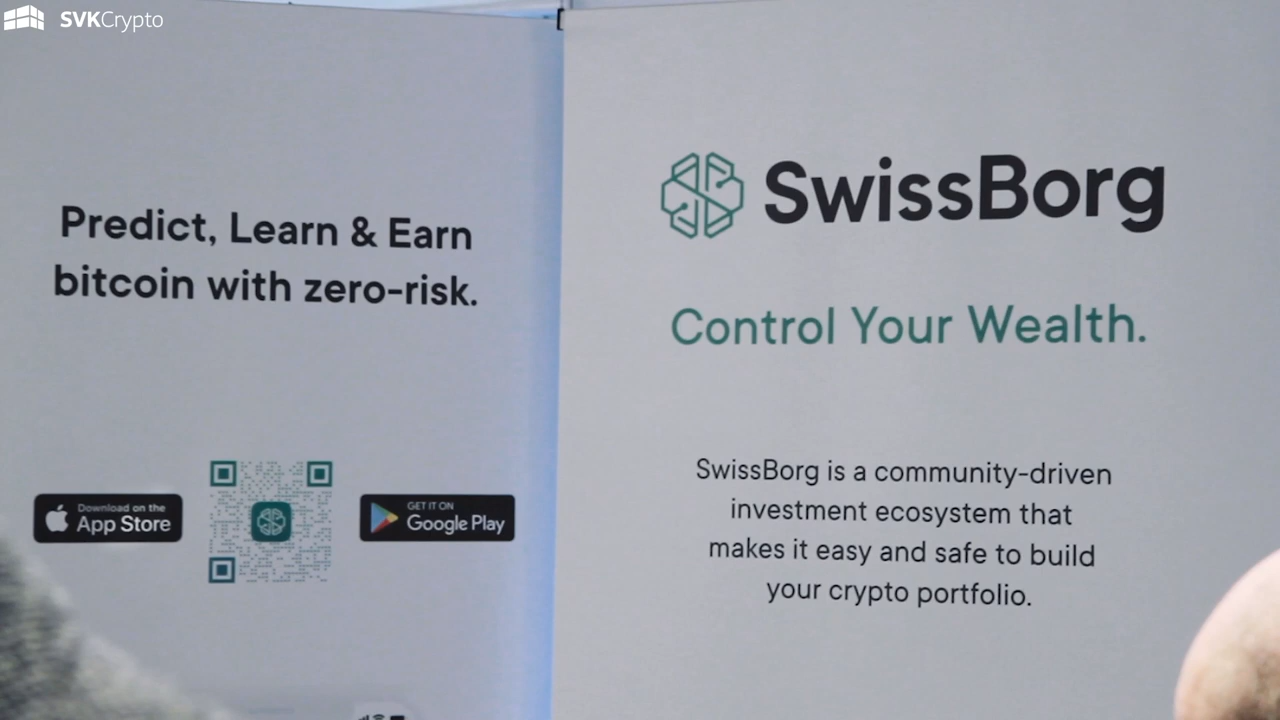 SVKCrypto
Predict, Learn & Earn
bitcoin with zero-risk.
Download on the
App Store
GET IT ON
Google Play
SwissBorg
Control Your Wealth.
SwissBorg is a community-driven
investment ecosystem that
makes it easy and safe to build
your crypto portfolio.